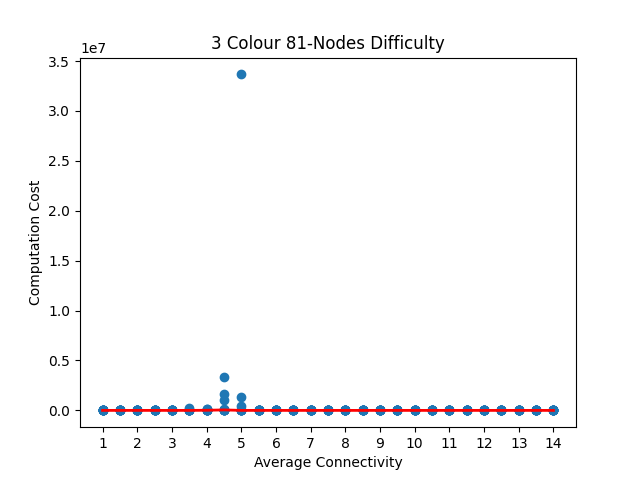 3 Colour 81-Nodes Difficulty
1e7
3.5
3.0
2.5
2.0
1.5
1.0
0.5
0.0
Computation Cost
1 2 3 4 5 6 7 8 9 10 11 12 13 14
Average Connectivity